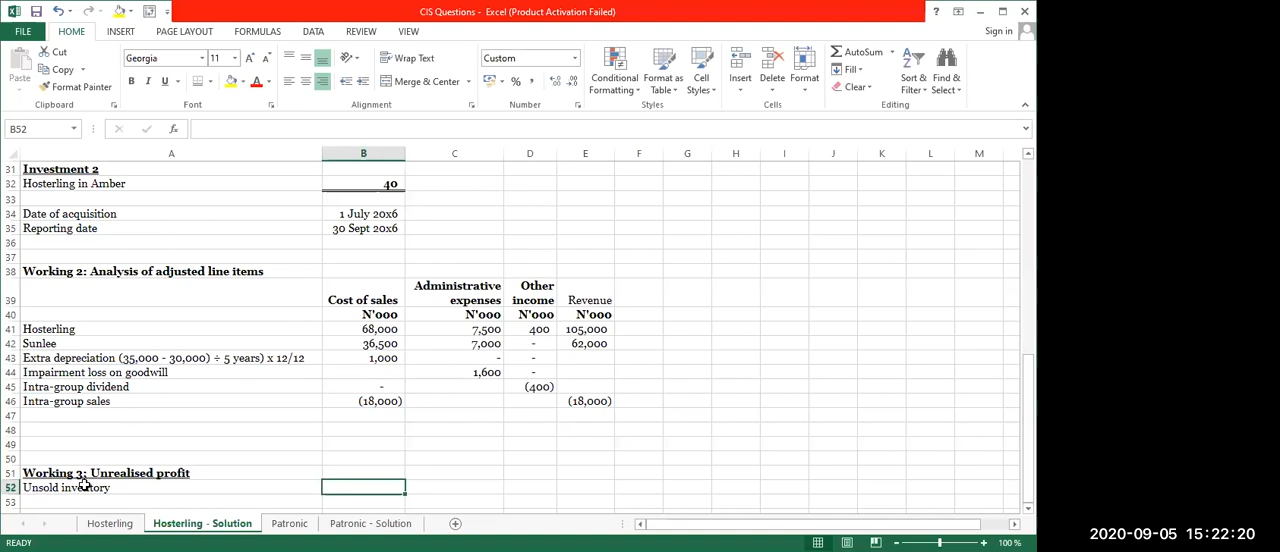 CIS Questions - Excel (Product Activation Failed)
FILE HOME INSERT PAGE LAYOUT FORMULAS DATA REVIEW VIEW Sign in
Paste Cut Copy Format Painter Clipboard
Georgia 11 B I U A Font
Wrap Text Merge & Center Alignment
Custom % , Number
Conditional Formatting Format as Table Cell Styles Styles
Insert Delete Format Cells
AutoSum Fill Clear Sort & Filter Find & Select Editing
B52 fx
A B C D E F G H I J K L M
31 Investment 2
32 Hosterling in Amber 40
33
34 Date of acquisition 1 July 20x6
35 Reporting date 30 Sept 20x6
36
37
38 Working 2: Analysis of adjusted line items
39 Cost of sales Administrative expenses Other income Revenue
40 N'000 N'000 N'000 N'000
41 Hosterling 68,000 7,500 400 105,000
42 Sunlee 36,500 7,000 - 62,000
43 Extra depreciation (35,000 - 30,000) ÷ 5 years) x 12/12 1,000 - -
44 Impairment loss on goodwill 1,600 -
45 Intra-group dividend - (400)
46 Intra-group sales (18,000) (18,000)
47
48
49
50
51 Working 3: Unrealised profit
52 Unsold inventory
53
Hosterling Hosterling - Solution Patronic Patronic - Solution
READY 100 %
2020-09-05 15:22:20